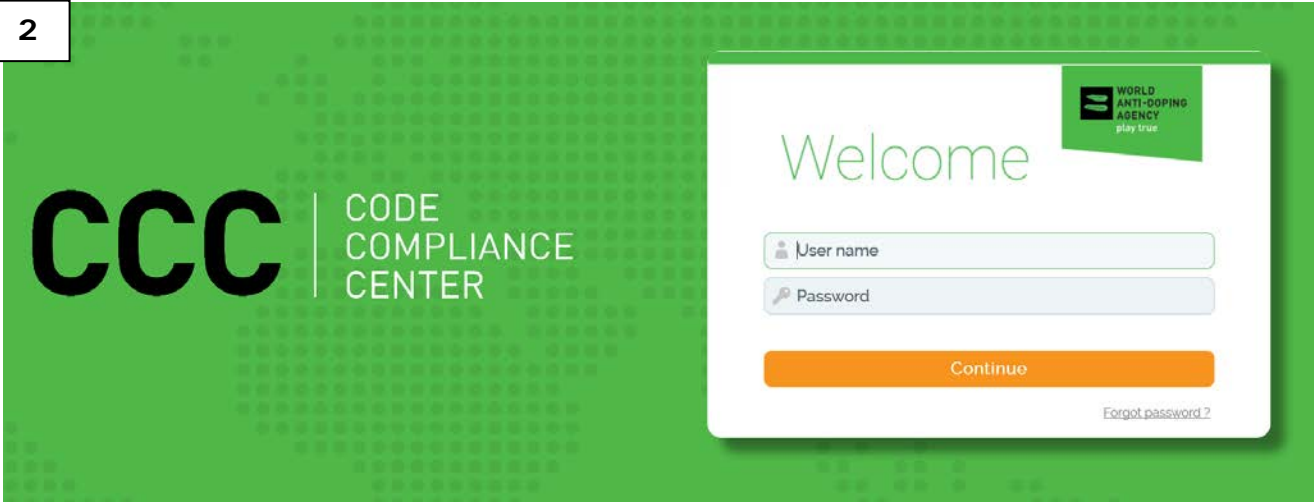 2
CCC
CODE
COMPLIANCE
CENTER
WORLD
ANTI-DOPING
AGENCY
play true
Welcome
User name
Password
Continue
Forgot password ?